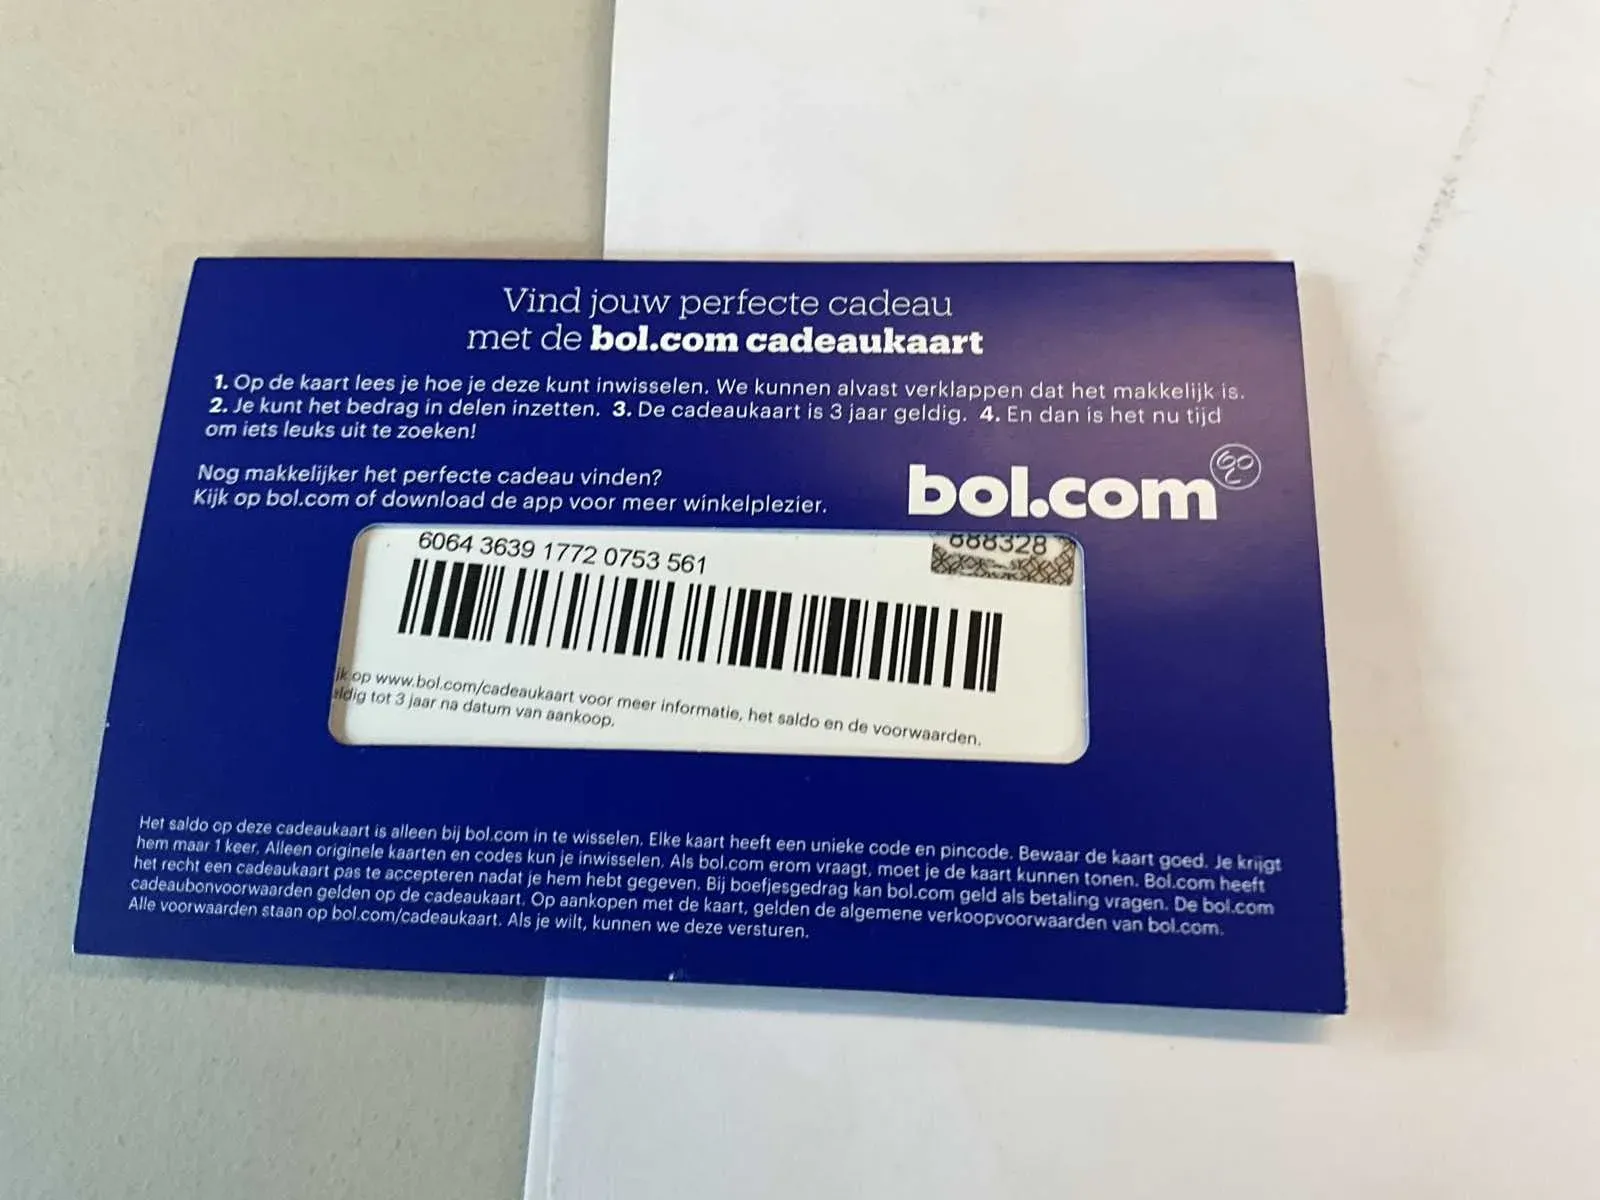 Vind jouw perfecte cadeau
met de bol.com cadeaukaart
1. Op de kaart lees je hoe je deze kunt inwisselen. We kunnen alvast verklappen dat het makkelijk is.
2. Je kunt het bedrag in delen inzetten. 3. De cadeaukaart is 3 jaar geldig. 4. En dan is het nu tijd
om iets leuks uit te zoeken!
Nog makkelijker het perfecte cadeau vinden?
Kijk op bol.com of download de app voor meer winkelplezier.
bol.com
6064 3639 1772 0753 561
888328
jk op www.bol.com/cadeaukaart voor meer informatie, het saldo en de voorwaarden.
ldig tot 3 jaar na datum van aankoop.
Het saldo op deze cadeaukaart is alleen bij bol.com in te wisselen. Elke kaart heeft een unieke code en pincode. Bewaar de kaart goed. Je krijgt
hem maar 1 keer. Alleen originele kaarten en codes kun je inwisselen. Als bol.com erom vraagt, moet je de kaart kunnen tonen. Bol.com heeft
het recht een cadeaukaart pas te accepteren nadat je hem hebt gegeven. Bij boefjesgedrag kan bol.com geld als betaling vragen. De bol.com
cadeaubonvoorwaarden gelden op de cadeaukaart. Op aankopen met de kaart, gelden de algemene verkoopvoorwaarden van bol.com.
Alle voorwaarden staan op bol.com/cadeaukaart. Als je wilt, kunnen we deze versturen.